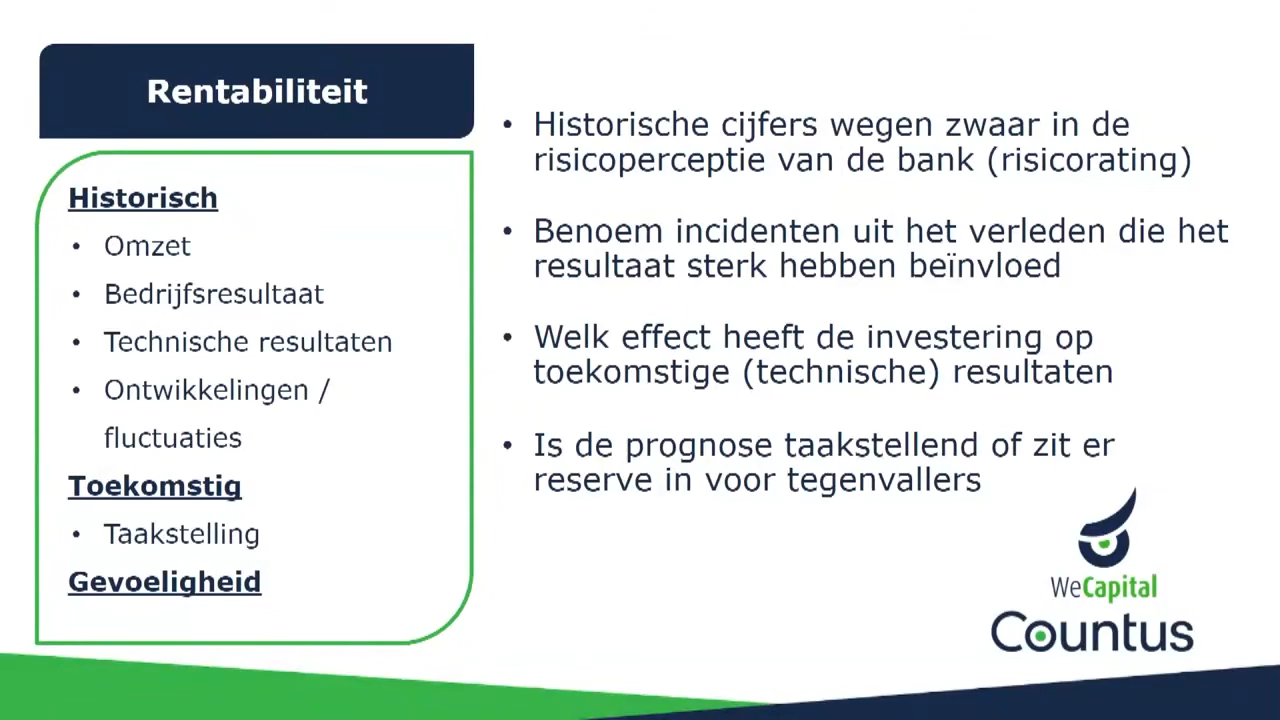 Rentabiliteit
Historisch
• Omzet
• Bedrijfsresultaat
• Technische resultaten
• Ontwikkelingen /
fluctuaties
Toekomstig
• Taakstelling
Gevoeligheid
• Historische cijfers wegen zwaar in de
risicoperceptie van de bank (risicorating)
• Benoem incidenten uit het verleden die het
resultaat sterk hebben beïnvloed
• Welk effect heeft de investering op
toekomstige (technische) resultaten
• Is de prognose taakstellend of zit er
reserve in voor tegenvallers
WeCapital
Countus